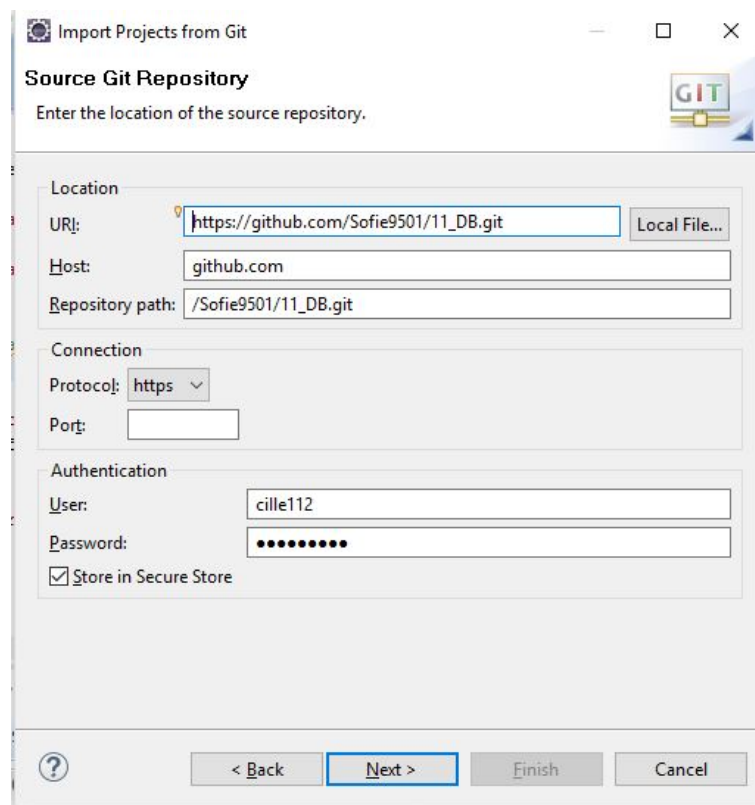 Import Projects from Git
Source Git Repository
Enter the location of the source repository.
GIT
Location
URI: https://github.com/Sofie9501/11_DB.git Local File...
Host: github.com
Repository path: /Sofie9501/11_DB.git
Connection
Protocol: https
Port:
Authentication
User: cille112
Password: ●●●●●●●●●
Store in Secure Store
? < Back Next > Finish Cancel